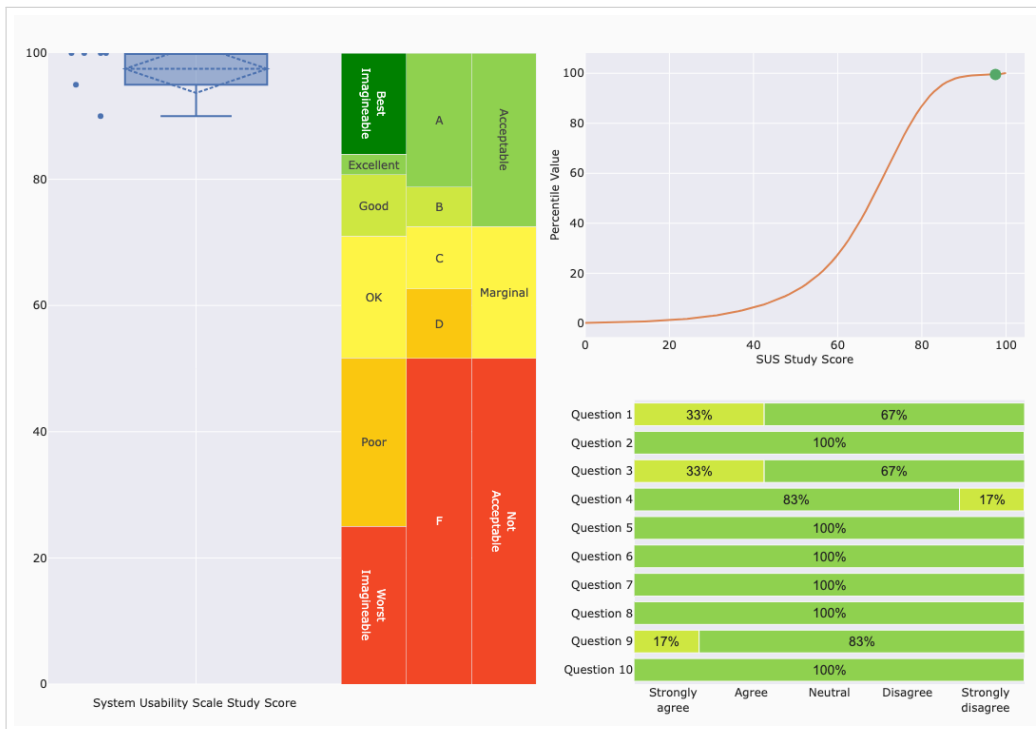 100
80
60
40
20
0
System Usability Scale Study Score
Best
Imagineable
Excellent
Good
OK
Poor
Worst
Imagineable
A
B
C
D
F
Acceptable
Marginal
Not
Acceptable
100
80
60
40
20
0
Percentile Value
0 20 40 60 80 100
SUS Study Score
Question 1 33% 67%
Question 2 100%
Question 3 33% 67%
Question 4 83% 17%
Question 5 100%
Question 6 100%
Question 7 100%
Question 8 100%
Question 9 17% 83%
Question 10 100%
Strongly agree
Agree
Neutral
Disagree
Strongly disagree